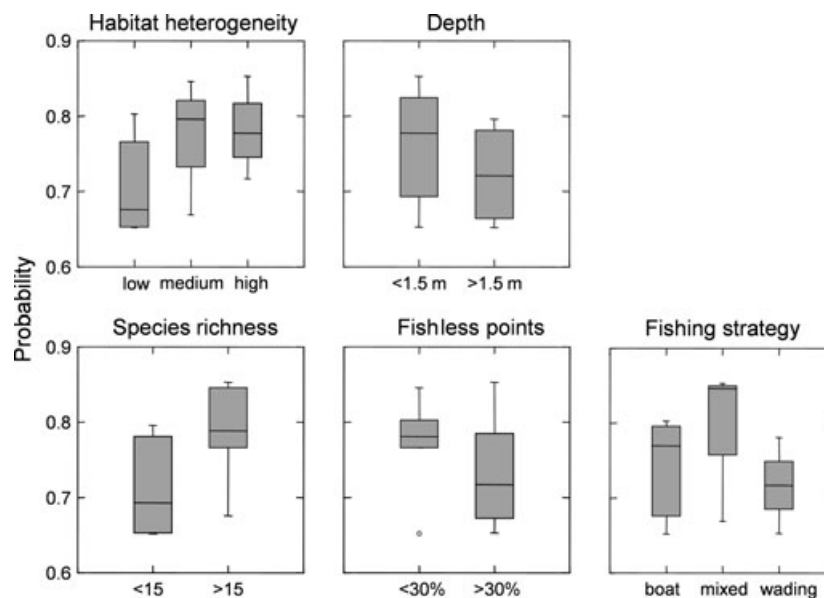 Habitat heterogeneity
Depth
0.9
0.8
0.7
0.6
low medium high
<1.5 m >1.5 m
Probability
Species richness
Fishless points
Fishing strategy
0.9
0.8
0.7
0.6
<15 >15
<30% >30%
boat mixed wading